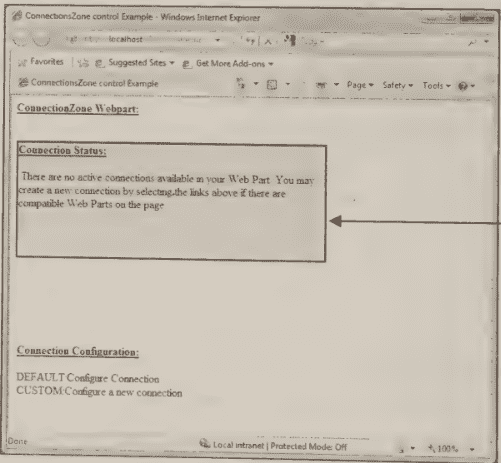 ConnectionsZone control Example - Windows Internet Explorer
localhost
Favorites Suggested Sites Get More Add-ons
ConnectionsZone control Example Page Safety Tools
ConnectionZone Webpart:
Connection Status:
There are no active connections available in your Web Part You may
create a new connection by selecting the links above if there are
compatible Web Parts on the page
Connection Configuration:
DEFAULT:Configure Connection
CUSTOM:Configure a new connection
Done Local intranet | Protected Mode: Off 100%